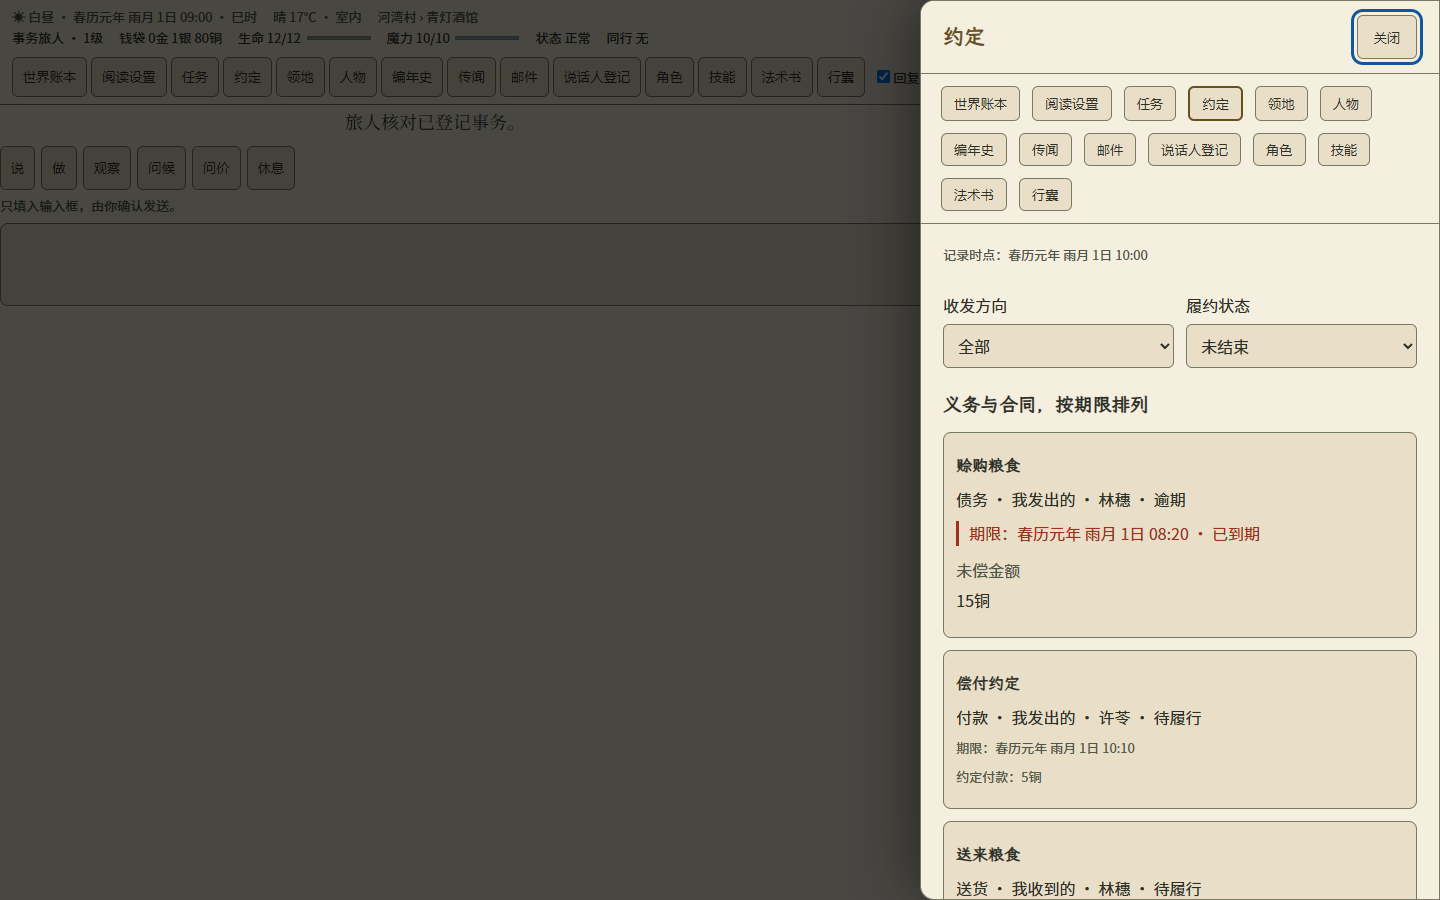 ☀ 白昼 · 春历元年 雨月 1日 09:00 · 巳时 晴 17°C · 室内 河湾村 › 青灯酒馆
事务旅人 · 1级 钱袋 0金 1银 80铜 生命 12/12 魔力 10/10 状态 正常 同行 无
世界账本 阅读设置 任务 约定 领地 人物 编年史 传闻 邮件 说话人登记 角色 技能 法术书 行囊 回复
旅人核对已登记事务。
说 做 观察 问候 问价 休息
只填入输入框，由你确认发送。
约定
关闭
世界账本 阅读设置 任务 约定 领地 人物
编年史 传闻 邮件 说话人登记 角色 技能
法术书 行囊
记录时点：春历元年 雨月 1日 10:00
收发方向 履约状态
全部 未结束
义务与合同，按期限排列
赊购粮食
债务 · 我发出的 · 林穗 · 逾期
期限：春历元年 雨月 1日 08:20 · 已到期
未偿金额
15铜
偿付约定
付款 · 我发出的 · 许苓 · 待履行
期限：春历元年 雨月 1日 10:10
约定付款：5铜
送来粮食
送货 · 我收到的 · 林穗 · 待履行